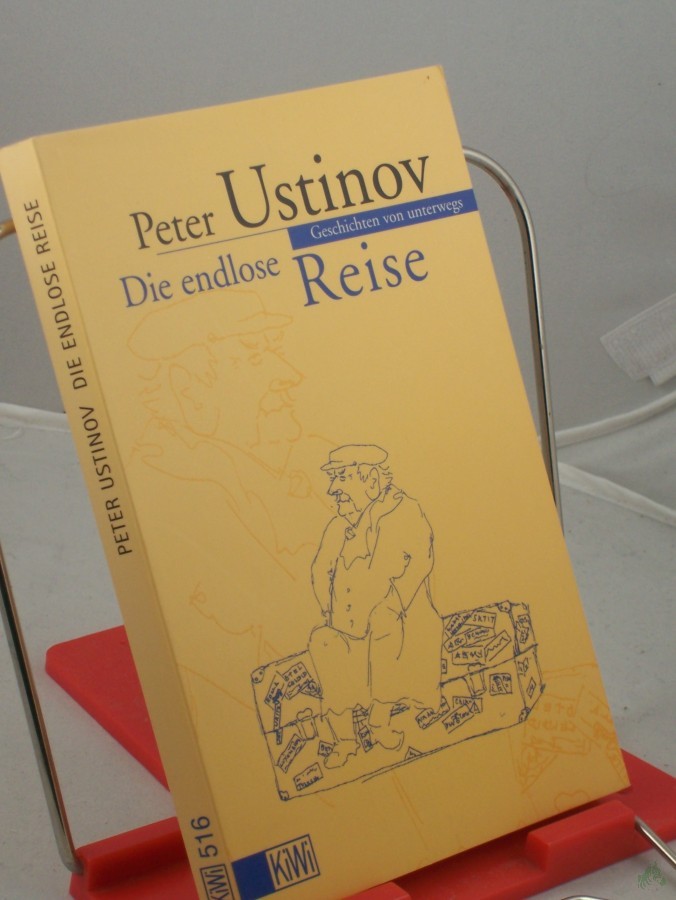 Peter Ustinov
Geschichten von unterwegs
Die endlose Reise
PETER USTINOV DIE ENDLOSE REISE
KiWi 516
KiWi